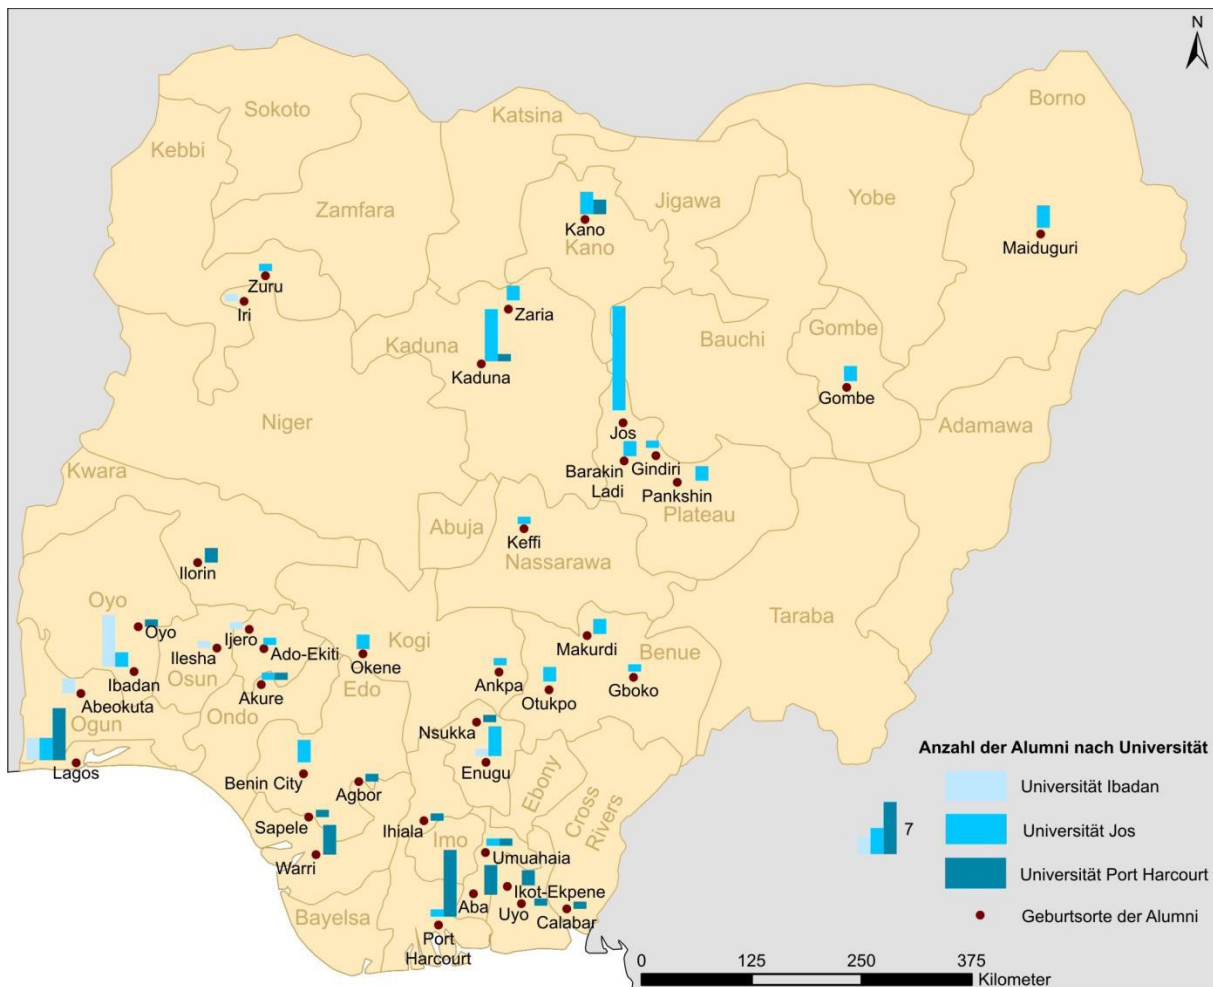 N
Borno
Sokoto
Katsina
Kebbi
Jigawa
Yobe
Zamfara
Kano
Kano
Maiduguri
Zuru
Iri
Zaria
Kaduna
Kaduna
Bauchi
Gombe
Gombe
Adamawa
Niger
Jos
Barakin
Ladi
Gindiri
Pankshin
Plateau
Kwara
Abuja
Keffi
Nassarawa
Ilorin
Taraba
Oyo
Oyo
Ijero
Ilesha
Ado-Ekiti
Okene
Kogi
Makurdi
Benue
Ibadan
Osun
Edo
Ankpa
Otukpo
Gboko
Abeokuta
Akure
Ogun
Ondo
Nsukka
Lagos
Enugu
Benin City
Agbor
Ebony
Cross
Rivers
Sapele
Ihiala
Imo
Warri
Umuahaia
Ikot-Ekpene
Aba
Uyo
Calabar
Bayelsa
Port
Harcourt
Anzahl der Alumni nach Universität
7
Universität Ibadan
Universität Jos
Universität Port Harcourt
Geburtsorte der Alumni
0 125 250 375
Kilometer